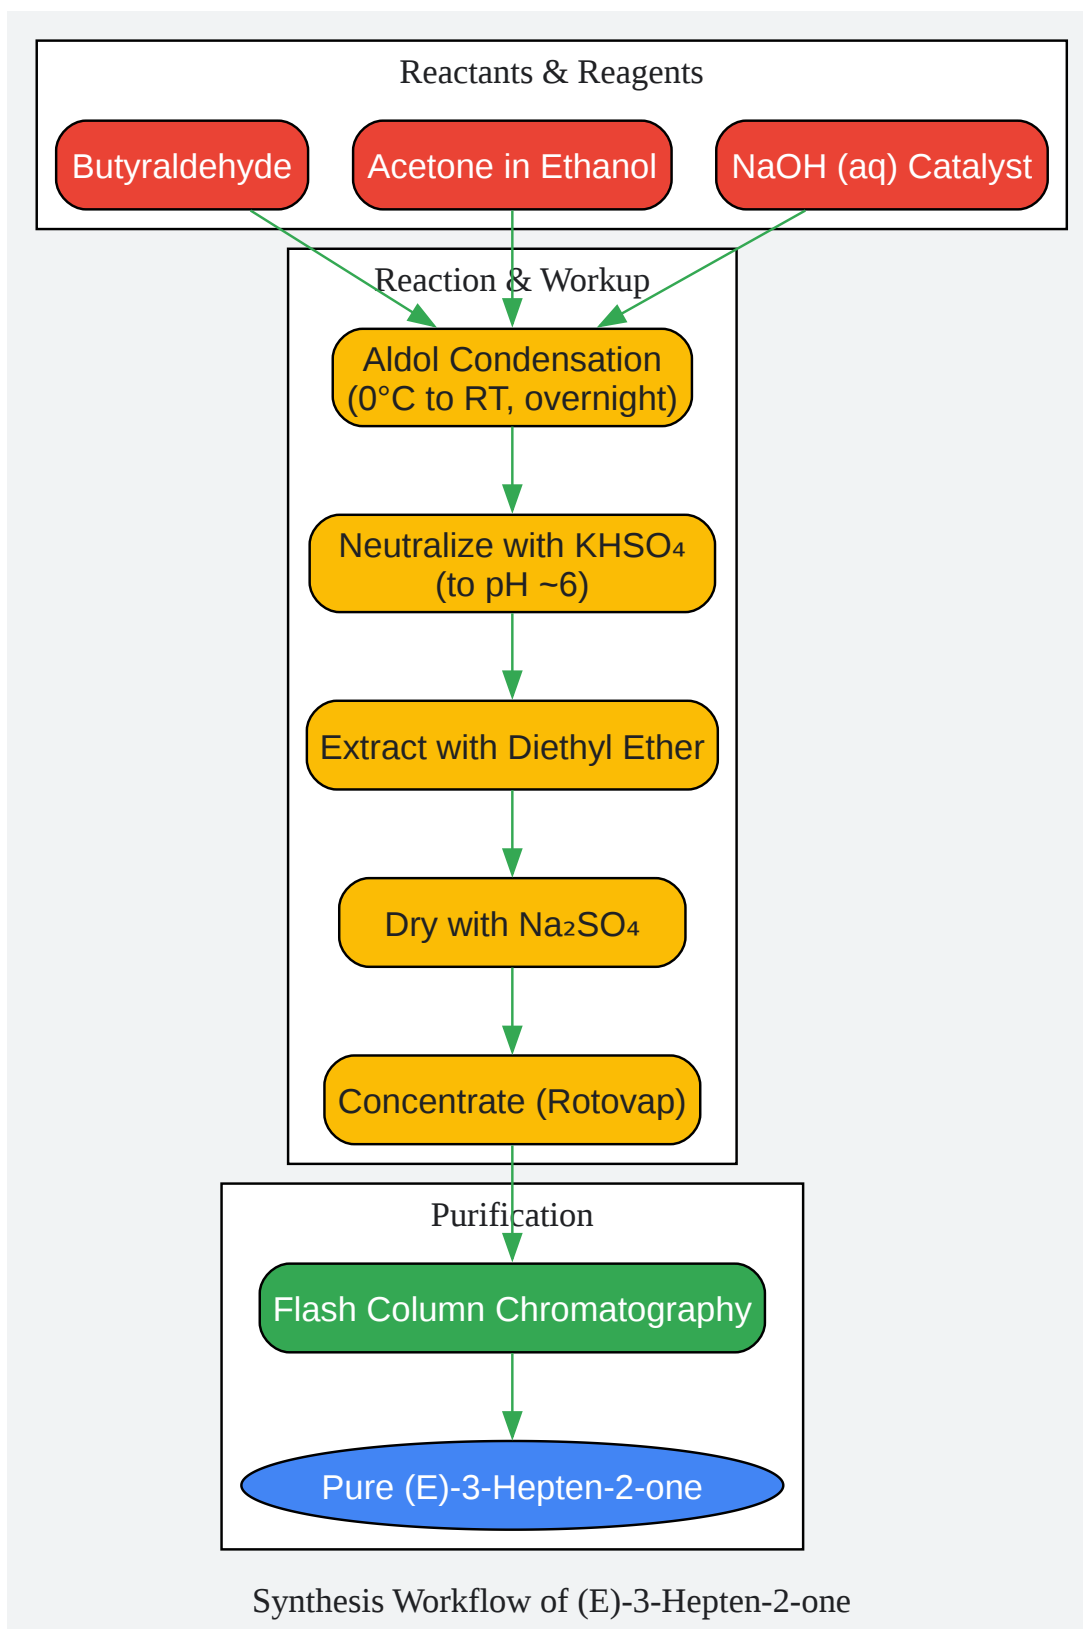 Reactants & Reagents
Butyraldehyde
Acetone in Ethanol
NaOH (aq) Catalyst
Reaction & Workup
Aldol Condensation
(0°C to RT, overnight)
Neutralize with KHSO₄
(to pH ~6)
Extract with Diethyl Ether
Dry with Na₂SO₄
Concentrate (Rotovap)
Purification
Flash Column Chromatography
Pure (E)-3-Hepten-2-one
Synthesis Workflow of (E)-3-Hepten-2-one